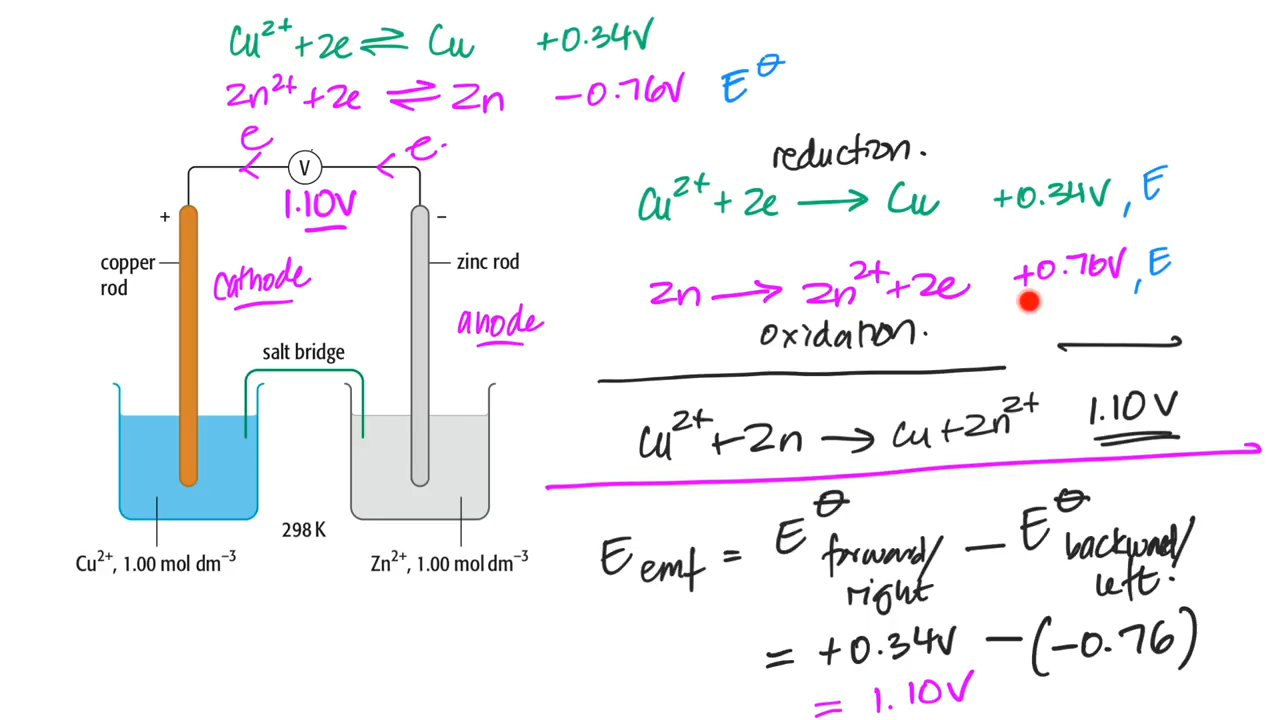 Cu²⁺ + 2e ⇌ Cu +0.34V
Zn²⁺ + 2e ⇌ Zn −0.76V E⦵
e e.
V
1.10V
+ −
copper rod
zinc rod
cathode
anode
salt bridge
298 K
Cu²⁺, 1.00 mol dm⁻³
Zn²⁺, 1.00 mol dm⁻³
reduction.
Cu²⁺ + 2e → Cu +0.34V, E
Zn → Zn²⁺ + 2e +0.76V, E
oxidation.
Cu²⁺ + Zn → Cu + Zn²⁺ 1.10V
E emf = E⦵ forward/right − E⦵ backward/left.
= +0.34V − (−0.76)
= 1.10V